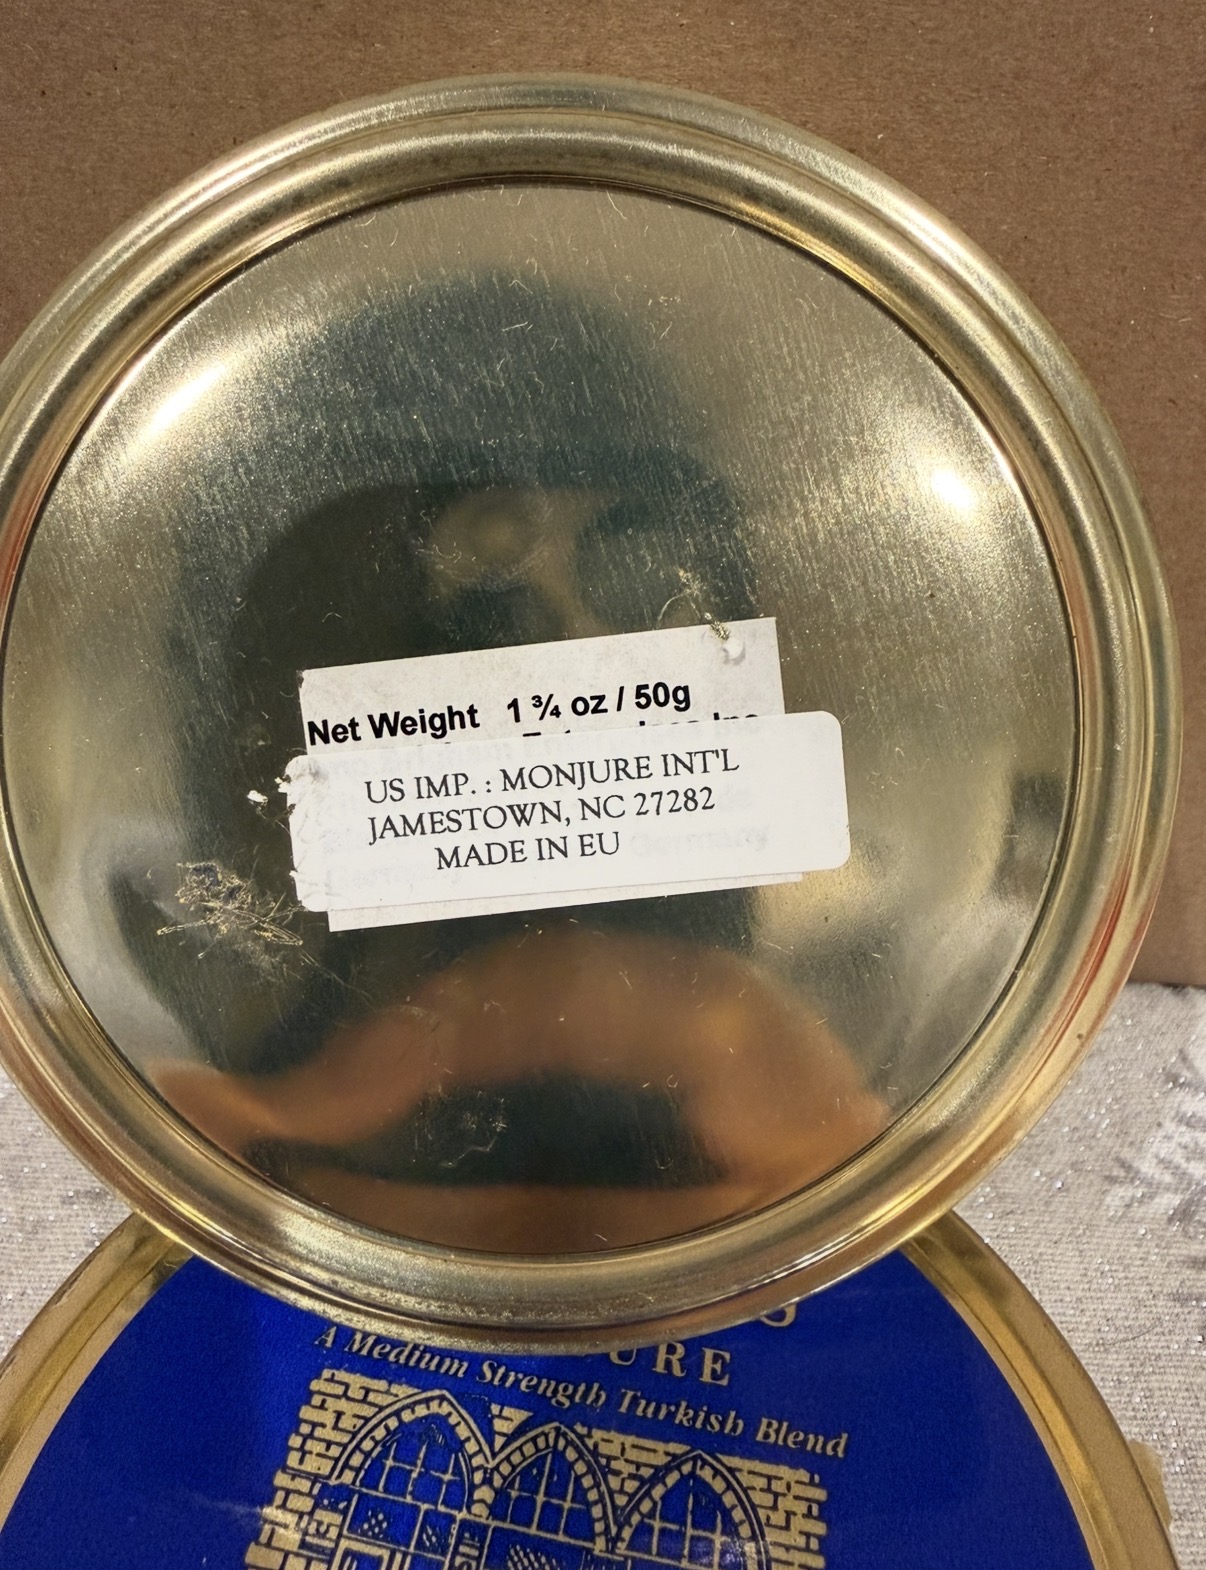 Net Weight 1 ¾ oz / 50g
US IMP. : MONJURE INT'L
JAMESTOWN, NC 27282
MADE IN EU
Germany
A Medium Strength Turkish Blend